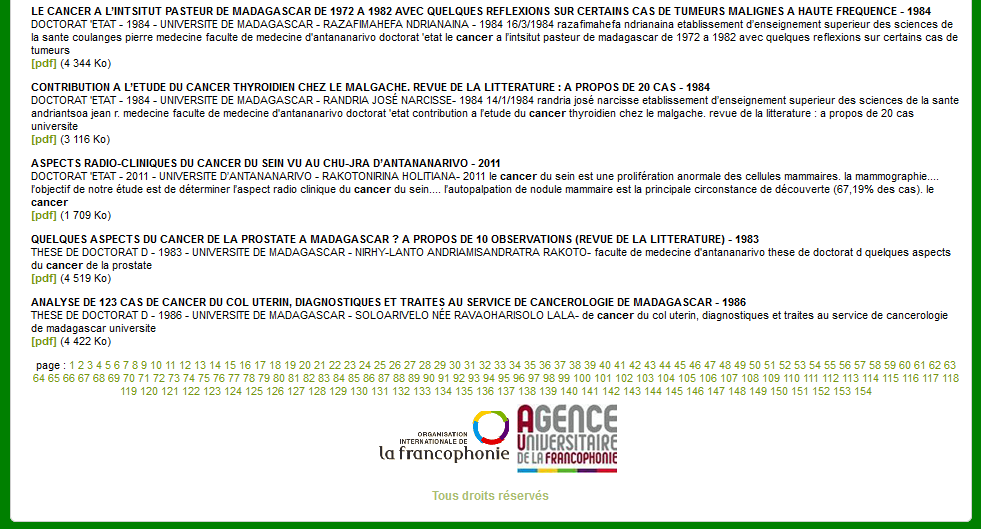 LE CANCER A L'INTSITUT PASTEUR DE MADAGASCAR DE 1972 A 1982 AVEC QUELQUES REFLEXIONS SUR CERTAINS CAS DE TUMEURS MALIGNES A HAUTE FREQUENCE - 1984
DOCTORAT 'ETAT - 1984 - UNIVERSITE DE MADAGASCAR - RAZAFIMAHEFA NDRIANAINA - 1984 16/3/1984 razafimahefa ndrianaina etablissement d'enseignement superieur des sciences de
la sante coulanges pierre medecine faculte de medecine d'antananarivo doctorat 'etat le cancer a l'intsitut pasteur de madagascar de 1972 a 1982 avec quelques reflexions sur certains cas de
tumeurs
[pdf] (4 344 Ko)
CONTRIBUTION A L'ETUDE DU CANCER THYROIDIEN CHEZ LE MALGACHE. REVUE DE LA LITTERATURE : A PROPOS DE 20 CAS - 1984
DOCTORAT 'ETAT - 1984 - UNIVERSITE DE MADAGASCAR - RANDRIA JOSÉ NARCISSE- 1984 14/1/1984 randria josé narcisse etablissement d'enseignement superieur des sciences de la sante
andriantsoa jean r. medecine faculte de medecine d'antananarivo doctorat 'etat contribution a l'etude du cancer thyroidien chez le malgache. revue de la litterature : a propos de 20 cas
universite
[pdf] (3 116 Ko)
ASPECTS RADIO-CLINIQUES DU CANCER DU SEIN VU AU CHU-JRA D'ANTANANARIVO - 2011
DOCTORAT 'ETAT - 2011 - UNIVERSITE D'ANTANANARIVO - RAKOTONIRINA HOLITIANA- 2011 le cancer du sein est une prolifération anormale des cellules mammaires. la mammographie....
l'objectif de notre étude est de déterminer l'aspect radio clinique du cancer du sein.... l'autopalpation de nodule mammaire est la principale circonstance de découverte (67,19% des cas). le
cancer
[pdf] (1 709 Ko)
QUELQUES ASPECTS DU CANCER DE LA PROSTATE A MADAGASCAR ? A PROPOS DE 10 OBSERVATIONS (REVUE DE LA LITTERATURE) - 1983
THESE DE DOCTORAT D - 1983 - UNIVERSITE DE MADAGASCAR - NIRHY-LANTO ANDRIAMISANDRATRA RAKOTO- faculte de medecine d'antananarivo these de doctorat d quelques aspects
du cancer de la prostate
[pdf] (4 519 Ko)
ANALYSE DE 123 CAS DE CANCER DU COL UTERIN, DIAGNOSTIQUES ET TRAITES AU SERVICE DE CANCEROLOGIE DE MADAGASCAR - 1986
THESE DE DOCTORAT D - 1986 - UNIVERSITE DE MADAGASCAR - SOLOARIVELO NÉE RAVAOHARISOLO LALA- de cancer du col uterin, diagnostiques et traites au service de cancerologie
de madagascar universite
[pdf] (4 422 Ko)
page : 1 2 3 4 5 6 7 8 9 10 11 12 13 14 15 16 17 18 19 20 21 22 23 24 25 26 27 28 29 30 31 32 33 34 35 36 37 38 39 40 41 42 43 44 45 46 47 48 49 50 51 52 53 54 55 56 57 58 59 60 61 62 63
64 65 66 67 68 69 70 71 72 73 74 75 76 77 78 79 80 81 82 83 84 85 86 87 88 89 90 91 92 93 94 95 96 97 98 99 100 101 102 103 104 105 106 107 108 109 110 111 112 113 114 115 116 117 118
119 120 121 122 123 124 125 126 127 128 129 130 131 132 133 134 135 136 137 138 139 140 141 142 143 144 145 146 147 148 149 150 151 152 153 154
ORGANISATION
INTERNATIONALE DE
la francophonie
AGENCE
UNIVERSITAIRE
DE LA FRANCOPHONIE
Tous droits réservés